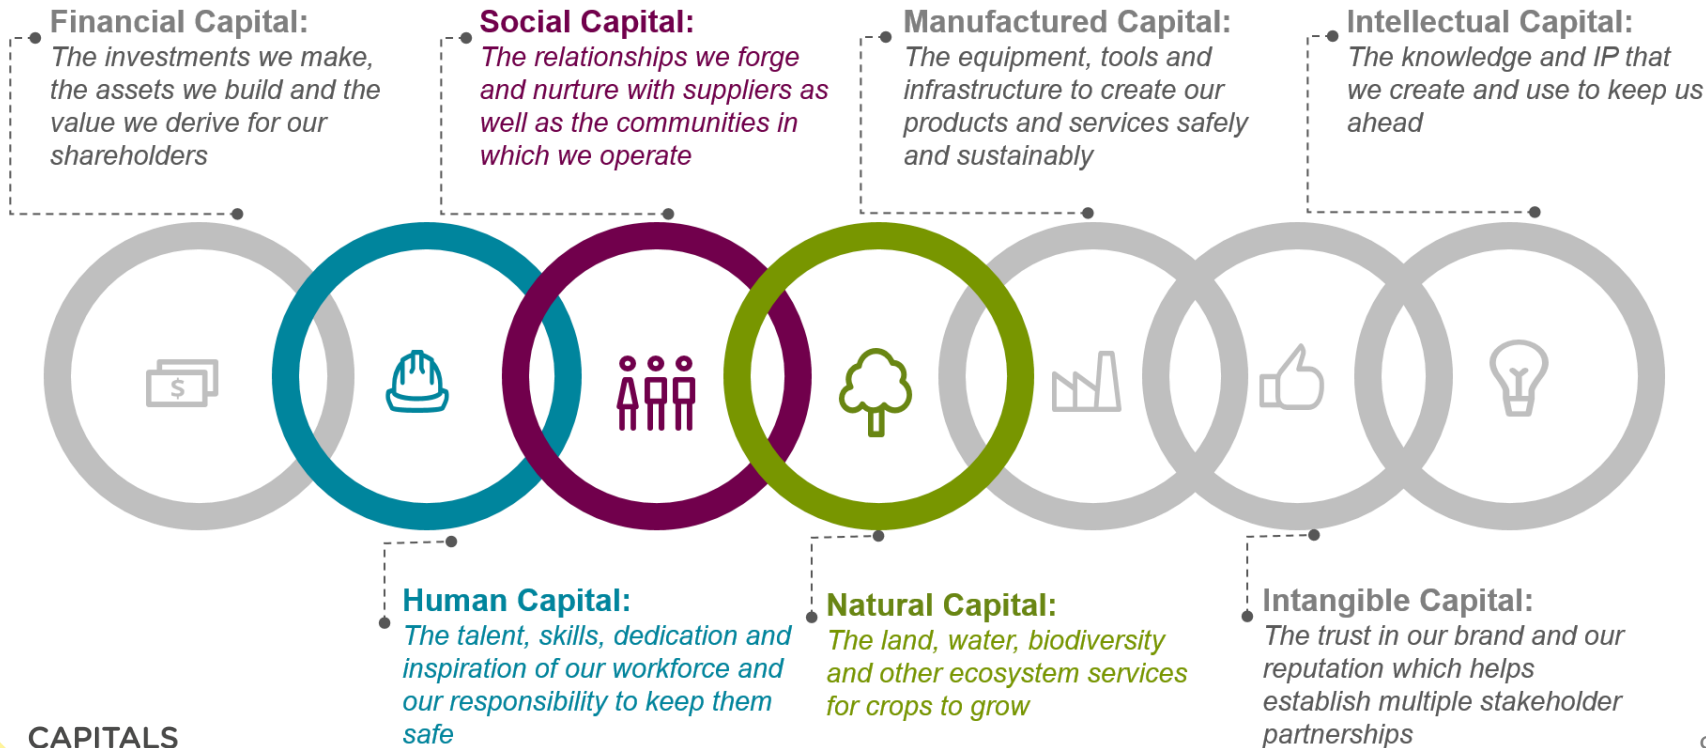 Financial Capital:
The investments we make,
the assets we build and the
value we derive for our
shareholders
Social Capital:
The relationships we forge
and nurture with suppliers as
well as the communities in
which we operate
Manufactured Capital:
The equipment, tools and
infrastructure to create our
products and services safely
and sustainably
Intellectual Capital:
The knowledge and IP that
we create and use to keep us
ahead
$
Human Capital:
The talent, skills, dedication and
inspiration of our workforce and
our responsibility to keep them
safe
Natural Capital:
The land, water, biodiversity
and other ecosystem services
for crops to grow
Intangible Capital:
The trust in our brand and our
reputation which helps
establish multiple stakeholder
partnerships
CAPITALS